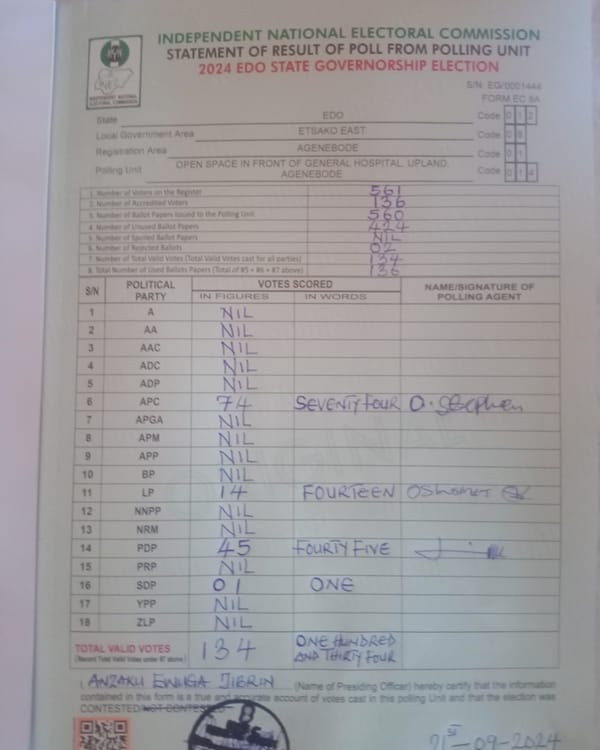 INDEPENDENT NATIONAL ELECTORAL COMMISSION
STATEMENT OF RESULT OF POLL FROM POLLING UNIT
2024 EDO STATE GOVERNORSHIP ELECTION
S/N: EG/0001444
FORM EC 8A
INDEPENDENT NATIONAL ELECTORAL COMMISSION
State EDO Code 0 1 2
Local Government Area ETSAKO EAST Code 0 8
Registration Area AGENEBODE Code 0 1
Polling Unit OPEN SPACE IN FRONT OF GENERAL HOSPITAL, UPLAND, AGENEBODE Code 0 1 4
1. Number of Voters on the Register 561
2. Number of Accredited Voters 136
3. Number of Ballot Papers Issued to the Polling Unit 560
4. Number of Unused Ballot Papers 424
5. Number of Spoiled Ballot Papers NIL
6. Number of Rejected Ballots 02
7. Number of Total Valid Votes (Total Valid Votes cast for all parties) 134
8. Total Number of Used Ballots Papers (Total of #5 + #6 + #7 above) 136
S/N POLITICAL PARTY VOTES SCORED NAME/SIGNATURE OF POLLING AGENT
IN FIGURES IN WORDS
1 A NIL
2 AA NIL
3 AAC NIL
4 ADC NIL
5 ADP NIL
6 APC 74 SEVENTY FOUR O. Stephen
7 APGA NIL
8 APM NIL
9 APP NIL
10 BP NIL
11 LP 14 FOURTEEN
12 NNPP NIL
13 NRM NIL
14 PDP 45 FOURTY FIVE
15 PRP NIL
16 SDP 01 ONE
17 YPP NIL
18 ZLP NIL
TOTAL VALID VOTES 134 ONE HUNDRED AND THIRTY FOUR
(Record Total Valid Votes under #7 above)
I ANZAKU ENUGA JIBRIN (Name of Presiding Officer) hereby certify that the information
contained in this form is a true and accurate account of votes cast in this polling Unit and that the election was
CONTESTED/NOT CONTESTED
21st-09-2024